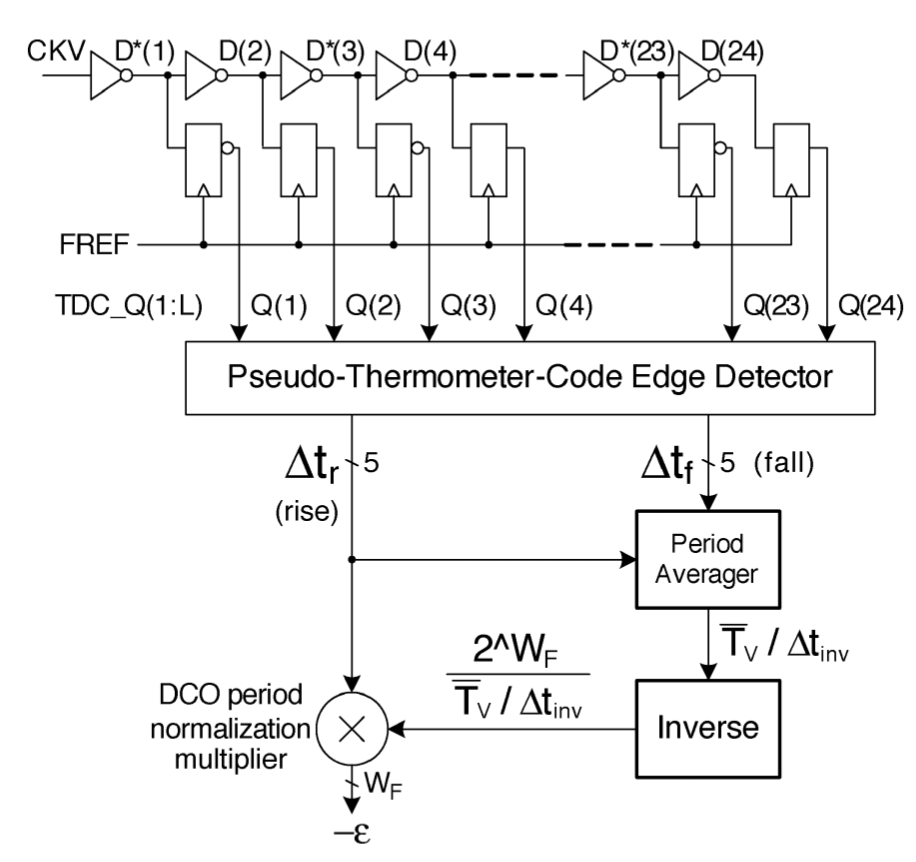 CKV D*(1) D(2) D*(3) D(4) D*(23) D(24)
FREF
TDC_Q(1:L) Q(1) Q(2) Q(3) Q(4) Q(23) Q(24)
Pseudo-Thermometer-Code Edge Detector
Δtr 5
(rise)
Δtf 5 (fall)
Period
Averager
T̿V / Δtinv
Inverse
2^WF
T̿V / Δtinv
DCO period
normalization
multiplier
×
WF
−ε